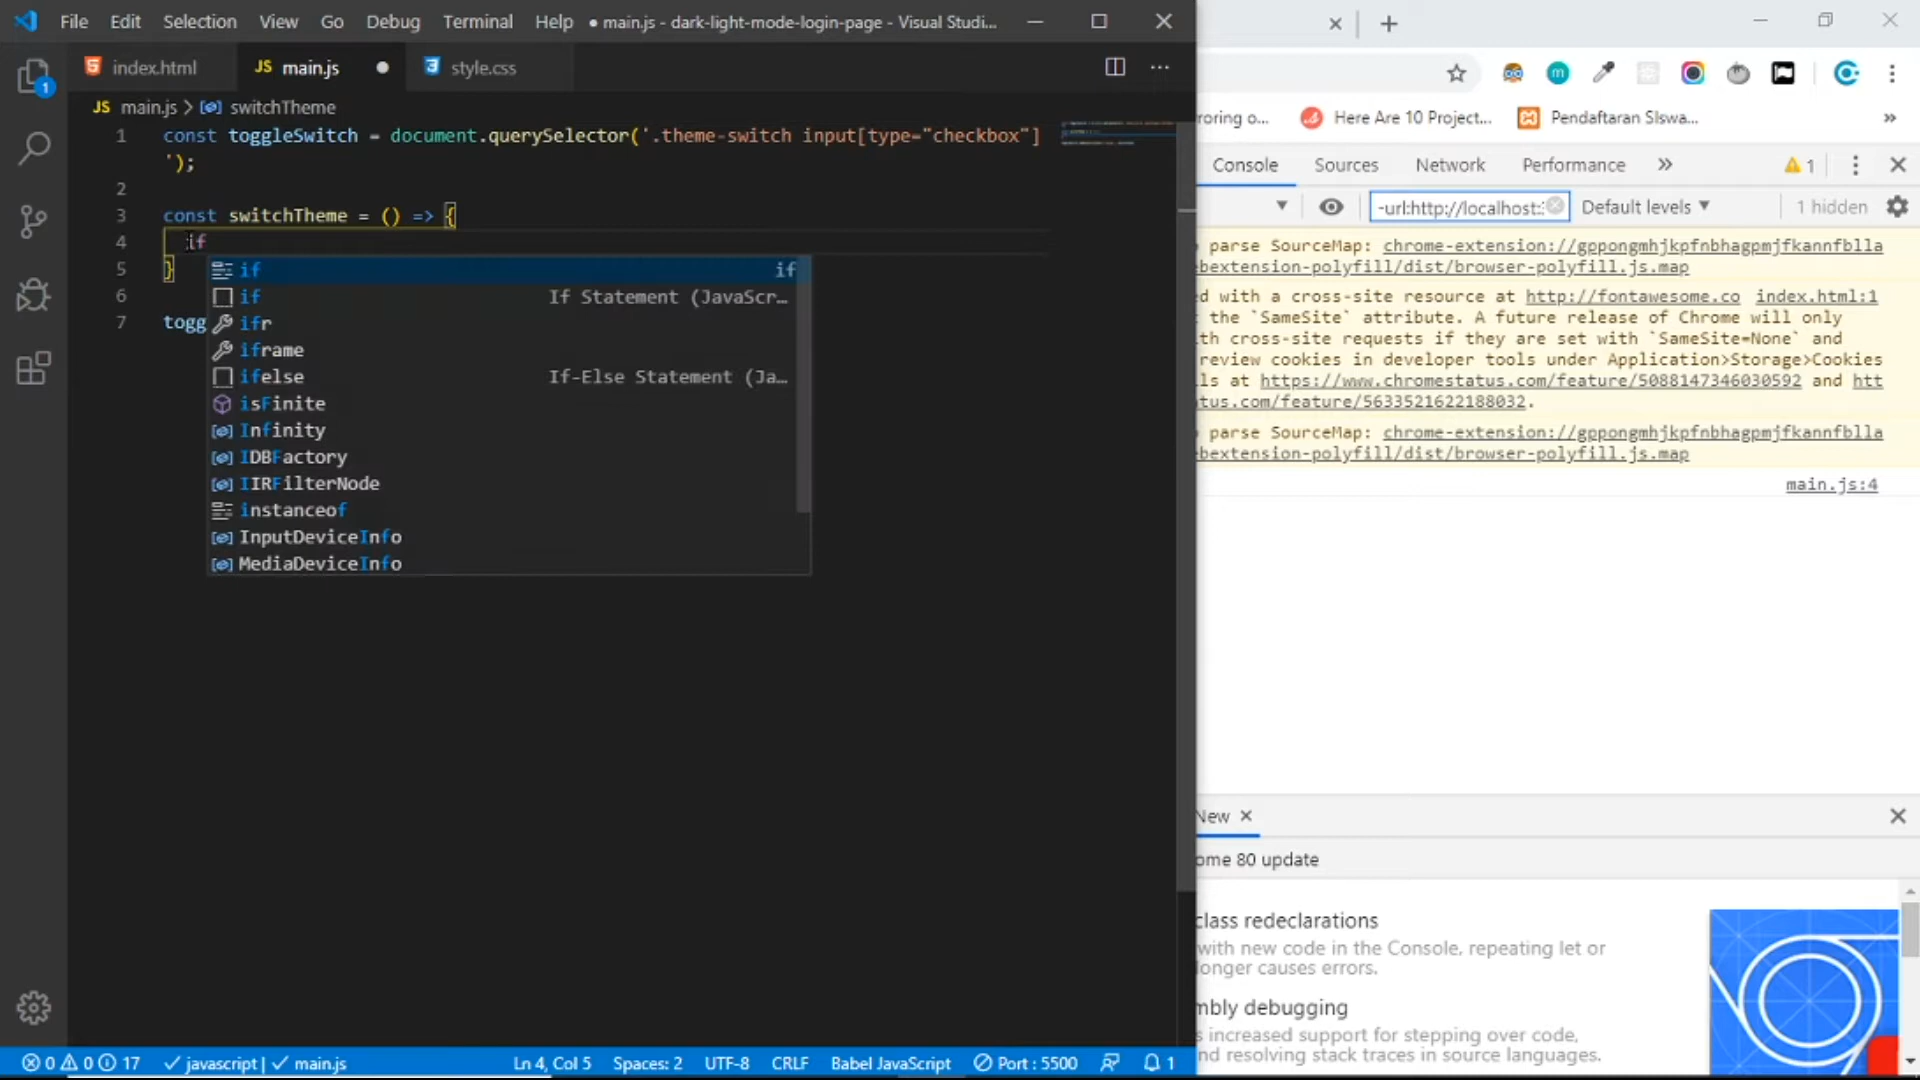 File Edit Selection View Go Debug Terminal Help ● main.js - dark-light-mode-login-page - Visual Studi...
index.html JS main.js ● style.css
JS main.js > switchTheme
1 const toggleSwitch = document.querySelector('.theme-switch input[type="checkbox"]
');
2
3 const switchTheme = () => {
4 if
5 }
6
7 togg
if if
if If Statement (JavaScr...
ifr
iframe
ifelse If-Else Statement (Ja...
isFinite
Infinity
IDBFactory
IIRFilterNode
instanceof
InputDeviceInfo
MediaDeviceInfo
1
0 0 17 javascript | main.js Ln 4, Col 5 Spaces: 2 UTF-8 CRLF Babel JavaScript Port : 5500 1
m
roring o... Here Are 10 Project... Pendaftaran SIswa... »
Console Sources Network Performance » 1
-url:http://localhost: Default levels ▼ 1 hidden
parse SourceMap: chrome-extension://gppongmhjkpfnbhagpmjfkannfblla
bextension-polyfill/dist/browser-polyfill.js.map
d with a cross-site resource at http://fontawesome.co index.html:1
t the `SameSite` attribute. A future release of Chrome will only
th cross-site requests if they are set with `SameSite=None` and
review cookies in developer tools under Application>Storage>Cookies
ls at https://www.chromestatus.com/feature/5088147346030592 and htt
tus.com/feature/5633521622188032.
parse SourceMap: chrome-extension://gppongmhjkpfnbhagpmjfkannfblla
bextension-polyfill/dist/browser-polyfill.js.map
main.js:4
New
ome 80 update
class redeclarations
with new code in the Console, repeating let or
longer causes errors.
mbly debugging
s increased support for stepping over code,
nd resolving stack traces in source languages.